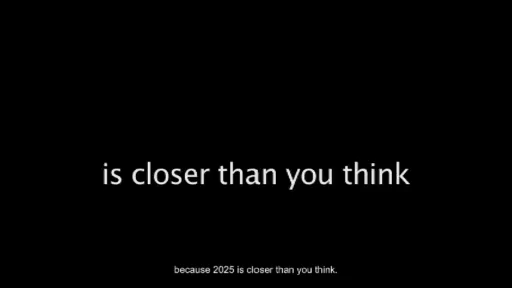 is closer than you think
because 2025 is closer than you think.